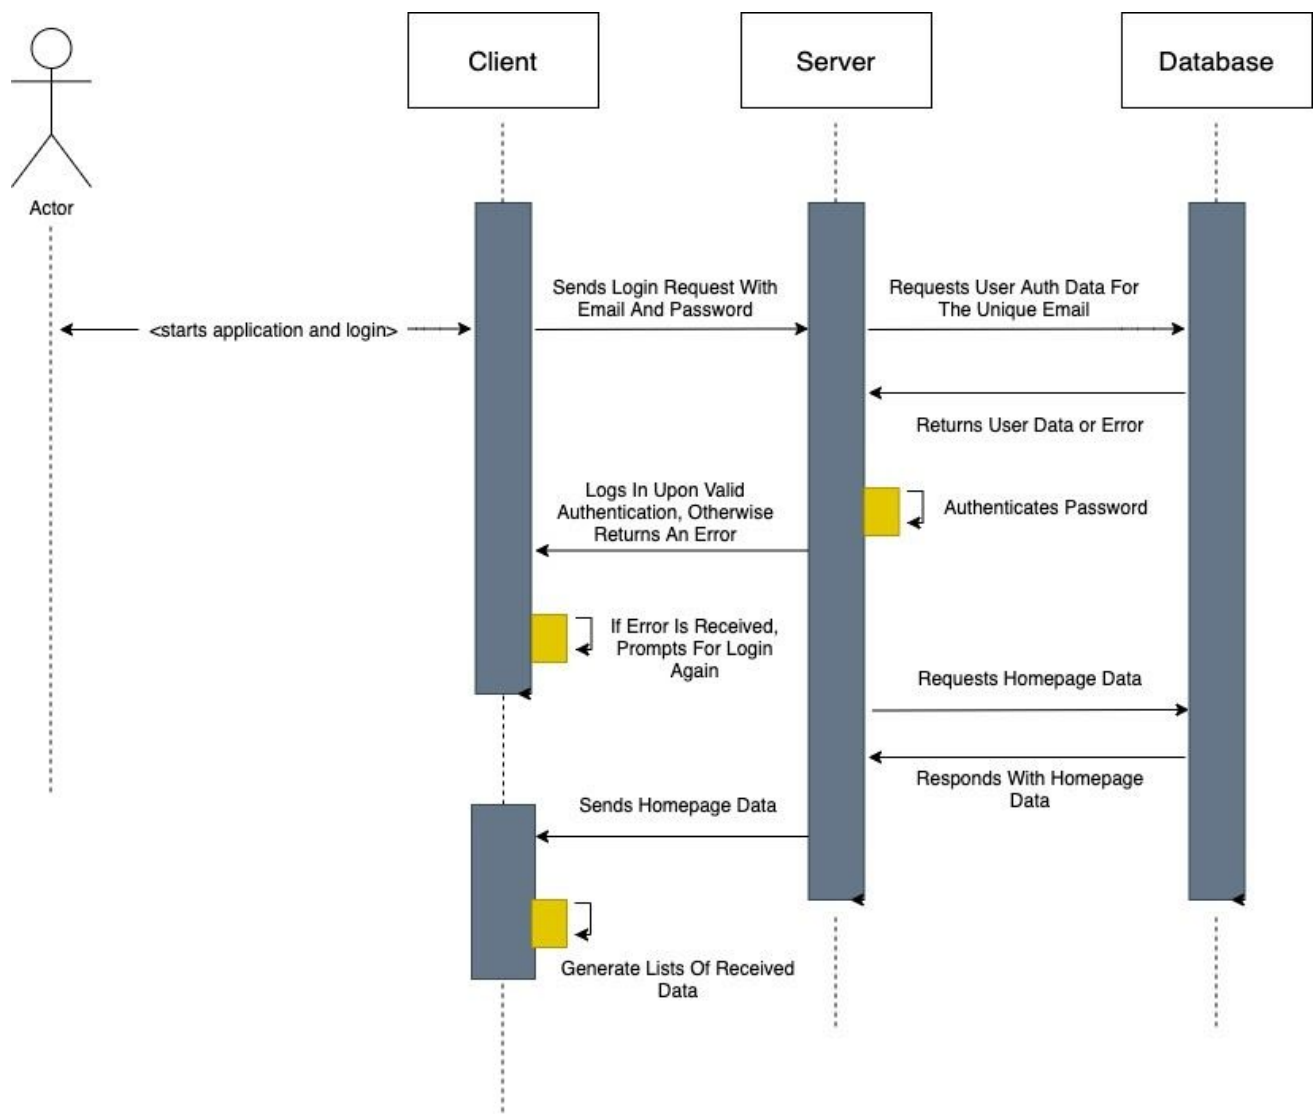 Client
Server
Database
Actor
Sends Login Request With
Email And Password
Requests User Auth Data For
The Unique Email
<starts application and login>
Returns User Data or Error
Logs In Upon Valid
Authentication, Otherwise
Returns An Error
Authenticates Password
If Error Is Received,
Prompts For Login
Again
Requests Homepage Data
Responds With Homepage
Data
Sends Homepage Data
Generate Lists Of Received
Data